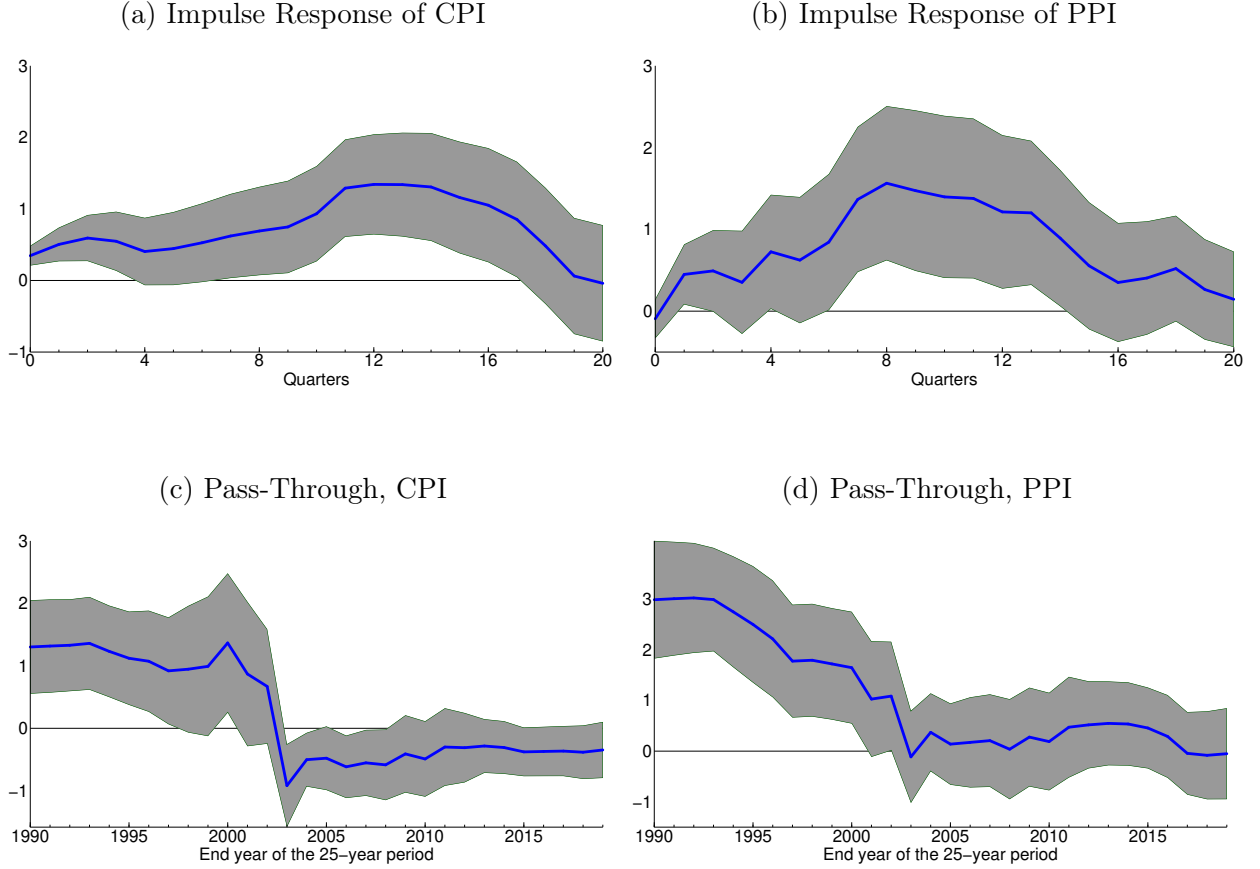 (a) Impulse Response of CPI
3
2
1
0
−1
0 4 8 12 16 20
Quarters
(b) Impulse Response of PPI
3
2
1
0
0 4 8 12 16 20
Quarters
(c) Pass-Through, CPI
3
2
1
0
−1
1990 1995 2000 2005 2010 2015
End year of the 25−year period
(d) Pass-Through, PPI
3
2
1
0
−1
1990 1995 2000 2005 2010 2015
End year of the 25−year period